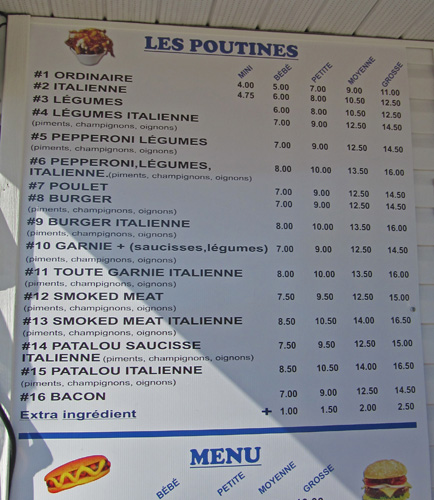 LES POUTINES
MINI BÉBÉ PETITE MOYENNE GROSSE
#1 ORDINAIRE 4.00 5.00 7.00 9.00 11.00
#2 ITALIENNE 4.75 6.00 8.00 10.50 12.50
#3 LÉGUMES 6.00 8.00 10.50 12.50
#4 LÉGUMES ITALIENNE 7.00 9.00 12.50 14.50
(piments, champignons, oignons)
#5 PEPPERONI LÉGUMES 7.00 9.00 12.50 14.50
(piments, champignons, oignons)
#6 PEPPERONI,LÉGUMES, 8.00 10.00 13.50 16.00
ITALIENNE.(piments, champignons, oignons)
#7 POULET 7.00 9.00 12.50 14.50
#8 BURGER 7.00 9.00 12.50 14.50
(piments, champignons, oignons)
#9 BURGER ITALIENNE 8.00 10.00 13.50 16.00
(piments, champignons, oignons)
#10 GARNIE + (saucisses,légumes) 7.00 9.00 12.50 14.50
(piments, champignons, oignons)
#11 TOUTE GARNIE ITALIENNE 8.00 10.00 13.50 16.00
(piments, champignons, oignons)
#12 SMOKED MEAT 7.50 9.50 12.50 15.00
(piments, champignons, oignons)
#13 SMOKED MEAT ITALIENNE 8.50 10.50 14.00 16.50
(piments, champignons, oignons)
#14 PATALOU SAUCISSE 7.50 9.50 12.50 15.00
ITALIENNE (piments, champignons, oignons)
#15 PATALOU ITALIENNE 8.50 10.50 14.00 16.50
(piments, champignons, oignons)
#16 BACON 7.00 9.00 12.50 14.50
Extra ingrédient + 1.00 1.50 2.00 2.50
MENU
BÉBÉ PETITE MOYENNE GROSSE